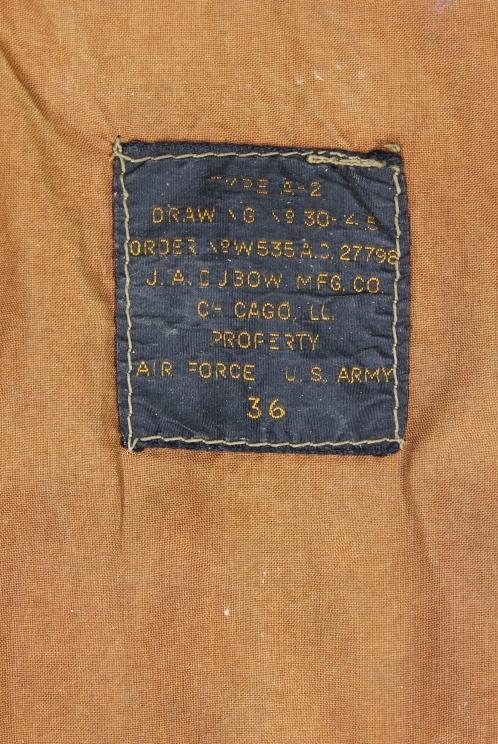 TYPE A-2
DRAWING Nº 30-1415
ORDER Nº W535 A.C. 27798
J. A. DUBOW MFG. CO.
CHICAGO, ILL.
PROPERTY
AIR FORCE U.S. ARMY
36